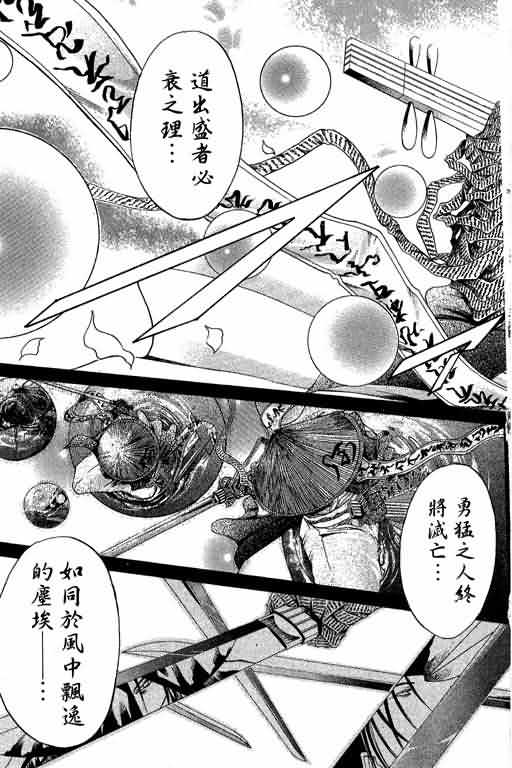 道出盛者必
衰之理…
勇猛之人終
將滅亡…
如同於風中飄逸
的塵埃——…